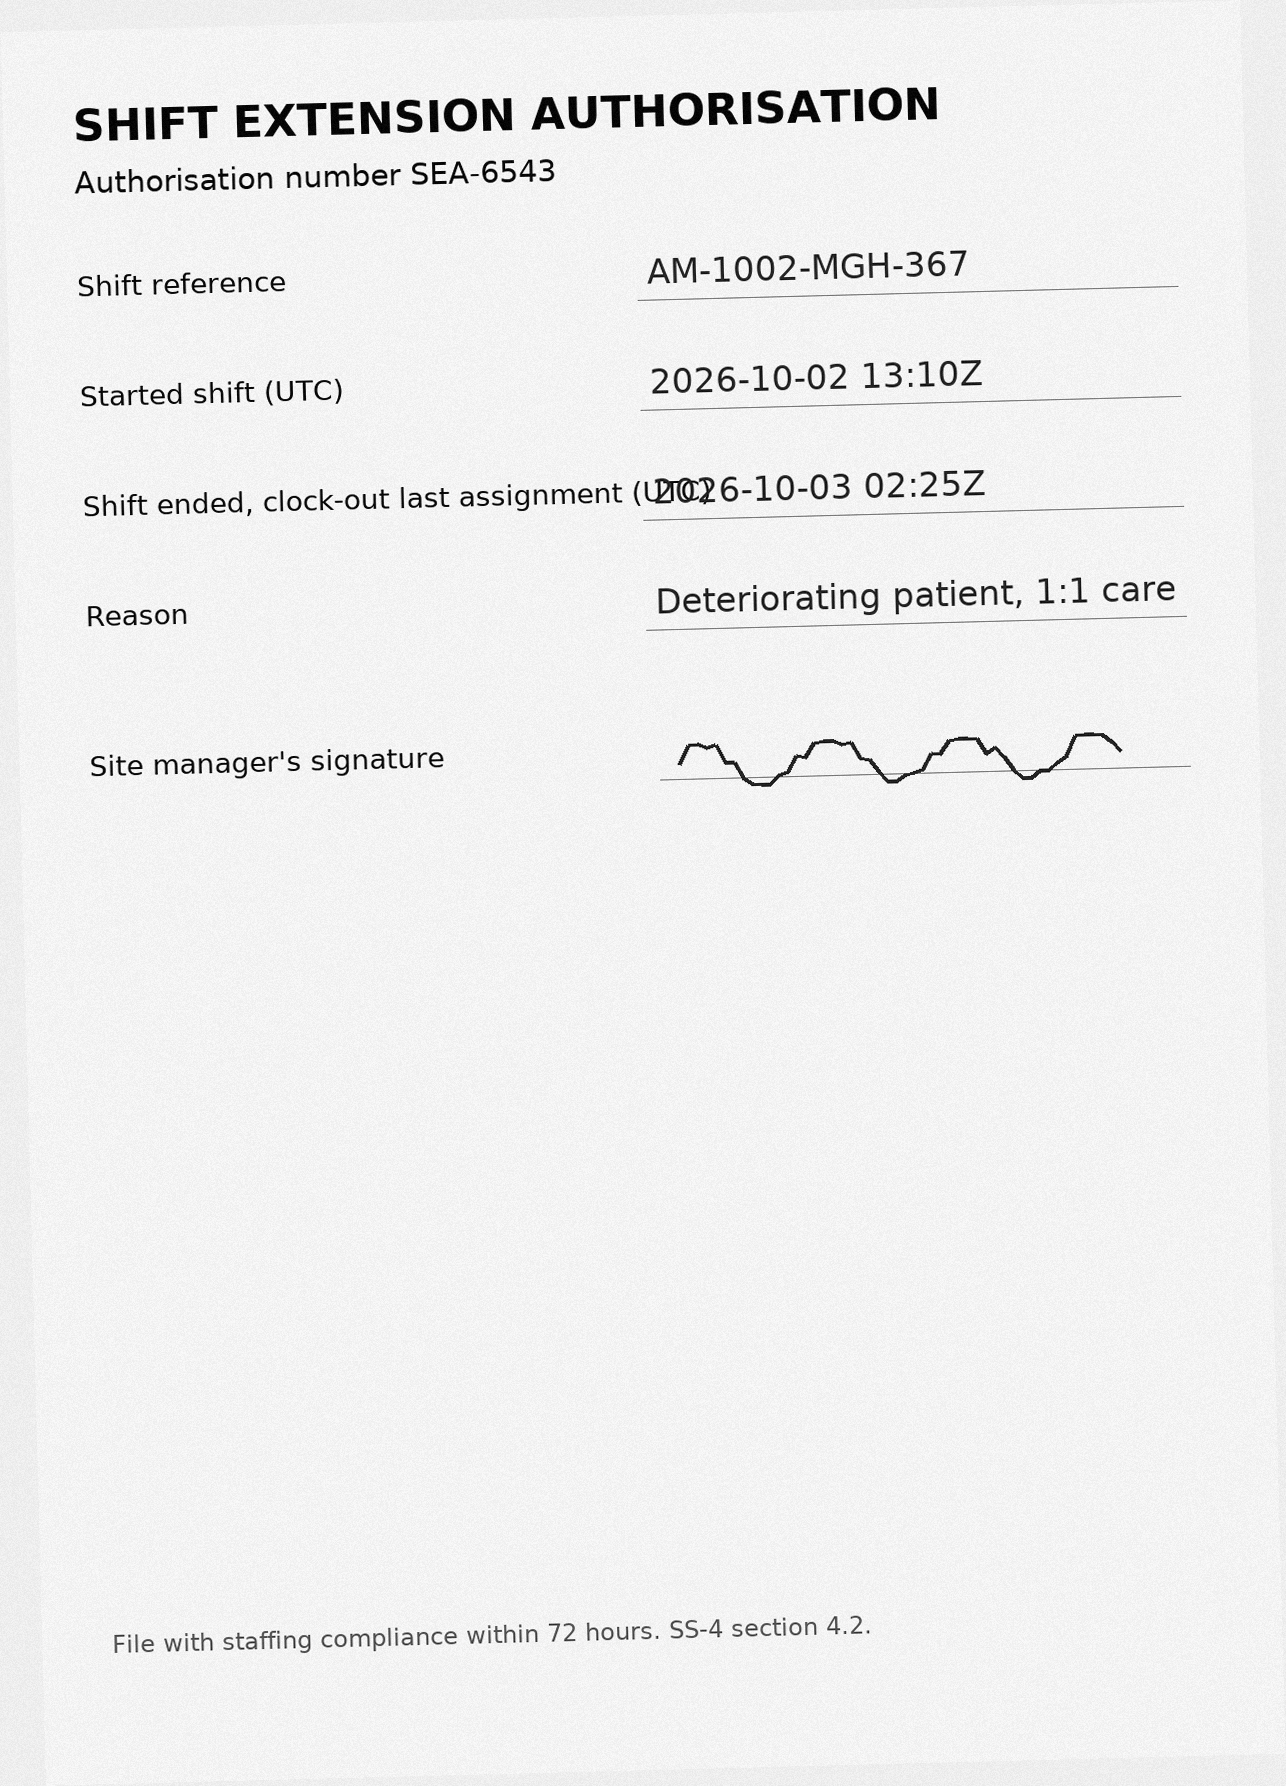 SHIFT EXTENSION AUTHORISATION
Authorisation number SEA-6543
Shift reference AM-1002-MGH-367
Started shift (UTC) 2026-10-02 13:10Z
Shift ended, clock-out last assignment (UTC) 2026-10-03 02:25Z
Reason Deteriorating patient, 1:1 care
Site manager's signature
File with staffing compliance within 72 hours. SS-4 section 4.2.